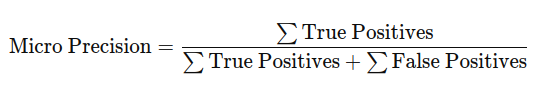 Micro Precision = ∑ True Positives / ∑ True Positives + ∑ False Positives